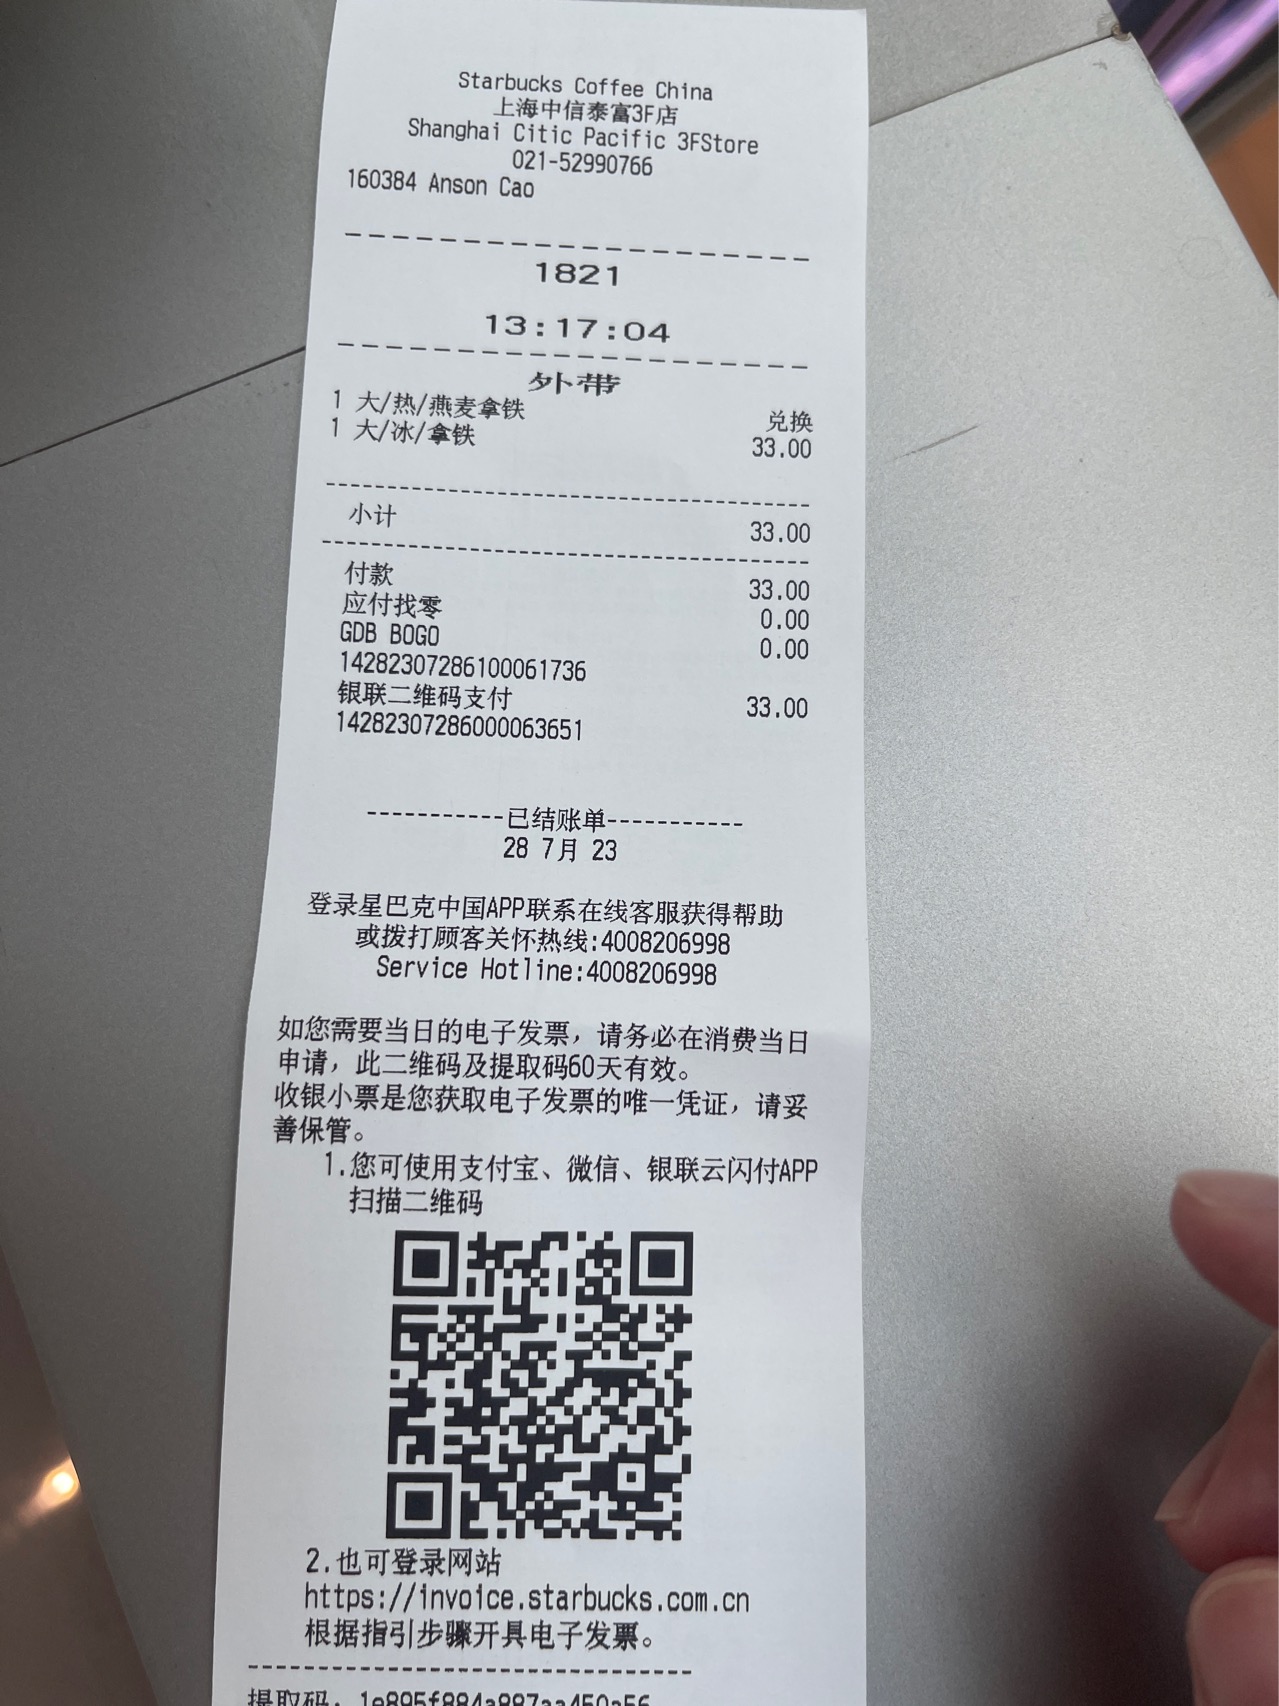 Starbucks Coffee China
上海中信泰富3F店
Shanghai Citic Pacific 3FStore
021-52990766
160384 Anson Cao
1821
13:17:04
外带
1 大/热/燕麦拿铁 兑换
1 大/冰/拿铁 33.00
小计 33.00
付款 33.00
应付找零 0.00
GDB BOGO 0.00
14282307286100061736
银联二维码支付 33.00
14282307286000063651
-----------已结账单-----------
28 7月 23
登录星巴克中国APP联系在线客服获得帮助
或拨打顾客关怀热线:4008206998
Service Hotline:4008206998
如您需要当日的电子发票，请务必在消费当日
申请，此二维码及提取码60天有效。
收银小票是您获取电子发票的唯一凭证，请妥
善保管。
1.您可使用支付宝、微信、银联云闪付APP
扫描二维码
2.也可登录网站
https://invoice.starbucks.com.cn
根据指引步骤开具电子发票。
提取码: